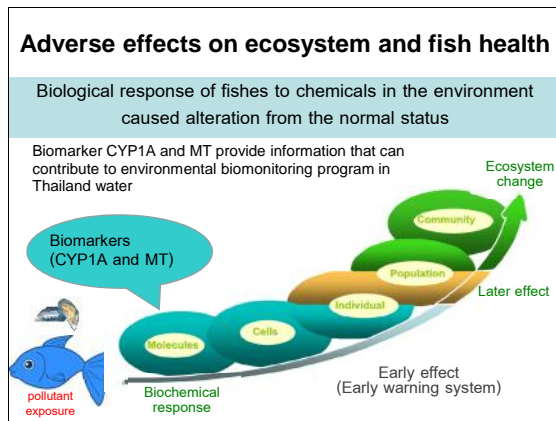 Adverse effects on ecosystem and fish health
Biological response of fishes to chemicals in the environment
caused alteration from the normal status
Biomarker CYP1A and MT provide information that can
contribute to environmental biomonitoring program in
Thailand water
Ecosystem
change
Community
Biomarkers
(CYP1A and MT)
Population
Later effect
Individual
Cells
Molecules
Early effect
(Early warning system)
Biochemical
response
pollutant
exposure